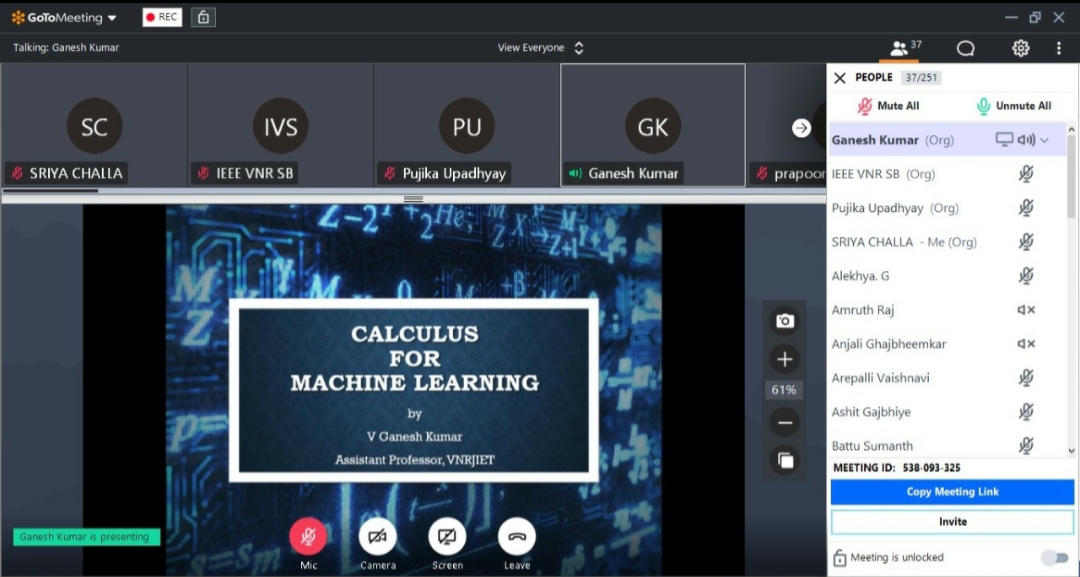 GoToMeeting
REC
Talking: Ganesh Kumar
View Everyone
37
SC
SRIYA CHALLA
IVS
IEEE VNR SB
PU
Pujika Upadhyay
GK
Ganesh Kumar
prapoor
CALCULUS
FOR
MACHINE LEARNING
by
V Ganesh Kumar
Assistant Professor, VNRJIET
61%
Ganesh Kumar is presenting
Mic
Camera
Screen
Leave
PEOPLE 37/251
Mute All
Unmute All
Ganesh Kumar (Org)
IEEE VNR SB (Org)
Pujika Upadhyay (Org)
SRIYA CHALLA - Me (Org)
Alekhya. G
Amruth Raj
Anjali Ghajbheemkar
Arepalli Vaishnavi
Ashit Gajbhiye
Battu Sumanth
MEETING ID: 538-093-325
Copy Meeting Link
Invite
Meeting is unlocked